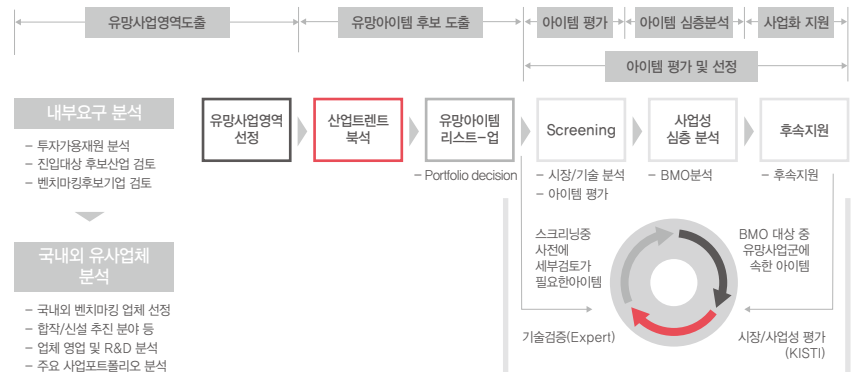 유망사업영역도출
유망아이템 후보 도출
아이템 평가
아이템 심층분석
사업화 지원
아이템 평가 및 선정
내부요구 분석
– 투자가용재원 분석
– 진입대상 후보산업 검토
– 벤치마킹후보기업 검토
국내외 유사업체
분석
– 국내외 벤치마킹 업체 선정
– 합작/신설 추진 분야 등
– 업체 영업 및 R&D 분석
– 주요 사업포트폴리오 분석
유망사업영역
선정
산업트렌트
북석
유망아이템
리스트-업
– Portfolio decision
Screening
– 시장/기술 분석
– 아이템 평가
사업성
심층 분석
– BMO분석
후속지원
– 후속지원
스크리닝중
사전에
세부검토가
필요한아이템
BMO 대상 중
유망사업군에
속한 아이템
기술검증(Expert)
시장/사업성 평가
(KISTI)